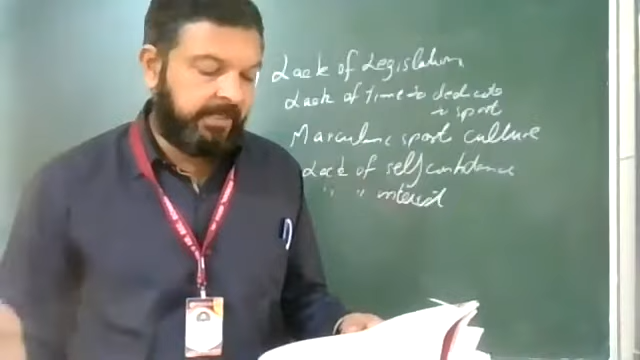 Lack of Legislation
Lack of Time to dedicate
to sport
Masculine sport culture
Lack of self confidence
" " interest